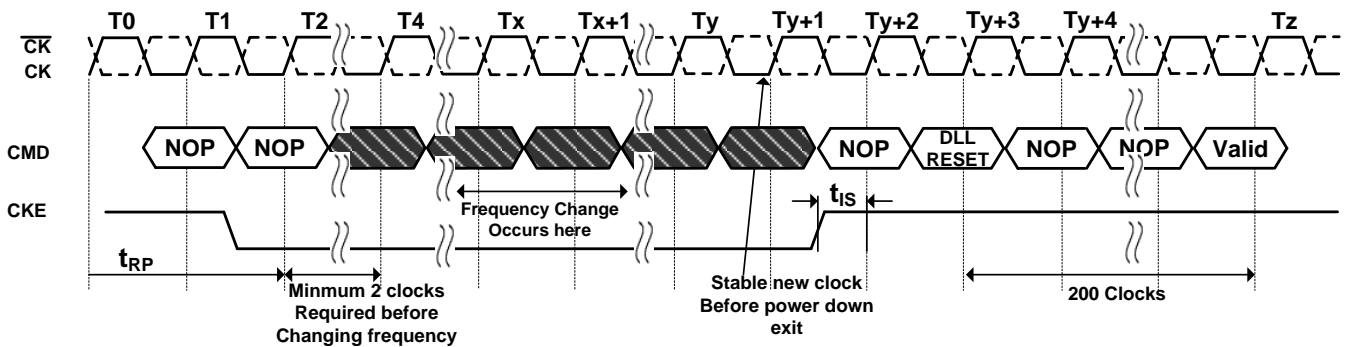 T0 T1 T2 T4 Tx Tx+1 Ty Ty+1 Ty+2 Ty+3 Ty+4 Tz
CK
CK
CMD NOP NOP NOP DLL RESET NOP NOP Valid
CKE
Frequency Change
Occurs here
tIS
tRP
Minmum 2 clocks
Required before
Changing frequency
Stable new clock
Before power down
exit
200 Clocks